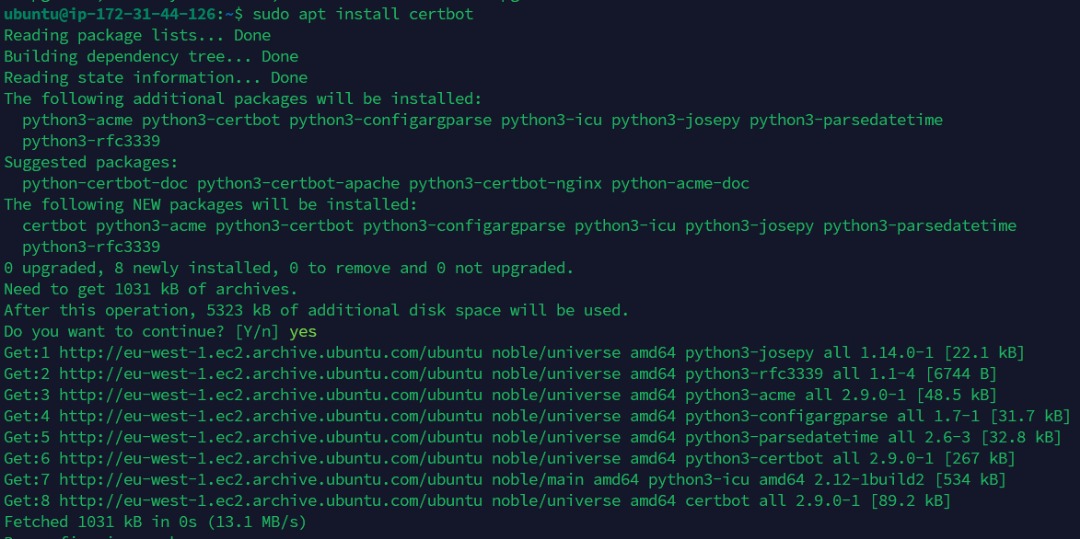 ubuntu@ip-172-31-44-126:~$ sudo apt install certbot
Reading package lists... Done
Building dependency tree... Done
Reading state information... Done
The following additional packages will be installed:
  python3-acme python3-certbot python3-configargparse python3-icu python3-josepy python3-parsedatetime
  python3-rfc3339
Suggested packages:
  python-certbot-doc python3-certbot-apache python3-certbot-nginx python-acme-doc
The following NEW packages will be installed:
  certbot python3-acme python3-certbot python3-configargparse python3-icu python3-josepy python3-parsedatetime
  python3-rfc3339
0 upgraded, 8 newly installed, 0 to remove and 0 not upgraded.
Need to get 1031 kB of archives.
After this operation, 5323 kB of additional disk space will be used.
Do you want to continue? [Y/n] yes
Get:1 http://eu-west-1.ec2.archive.ubuntu.com/ubuntu noble/universe amd64 python3-josepy all 1.14.0-1 [22.1 kB]
Get:2 http://eu-west-1.ec2.archive.ubuntu.com/ubuntu noble/universe amd64 python3-rfc3339 all 1.1-4 [6744 B]
Get:3 http://eu-west-1.ec2.archive.ubuntu.com/ubuntu noble/universe amd64 python3-acme all 2.9.0-1 [48.5 kB]
Get:4 http://eu-west-1.ec2.archive.ubuntu.com/ubuntu noble/universe amd64 python3-configargparse all 1.7-1 [31.7 kB]
Get:5 http://eu-west-1.ec2.archive.ubuntu.com/ubuntu noble/universe amd64 python3-parsedatetime all 2.6-3 [32.8 kB]
Get:6 http://eu-west-1.ec2.archive.ubuntu.com/ubuntu noble/universe amd64 python3-certbot all 2.9.0-1 [267 kB]
Get:7 http://eu-west-1.ec2.archive.ubuntu.com/ubuntu noble/main amd64 python3-icu amd64 2.12-1build2 [534 kB]
Get:8 http://eu-west-1.ec2.archive.ubuntu.com/ubuntu noble/universe amd64 certbot all 2.9.0-1 [89.2 kB]
Fetched 1031 kB in 0s (13.1 MB/s)